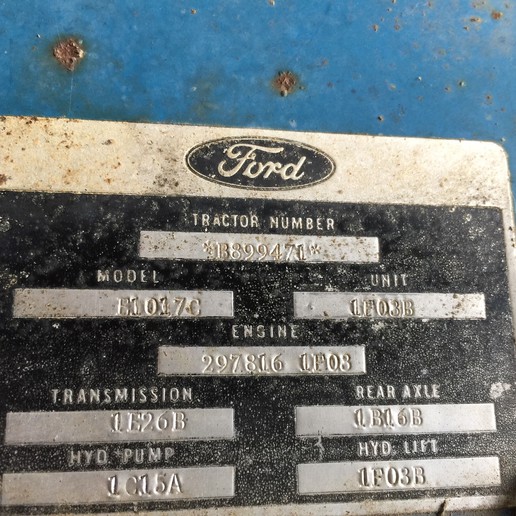 Ford
TRACTOR NUMBER
*B899471*
MODEL UNIT
E1017C 1F03B
ENGINE
297816 1F08
TRANSMISSION REAR AXLE
1E26B 1B16B
HYD. PUMP HYD. LIFT
1C15A 1F03B